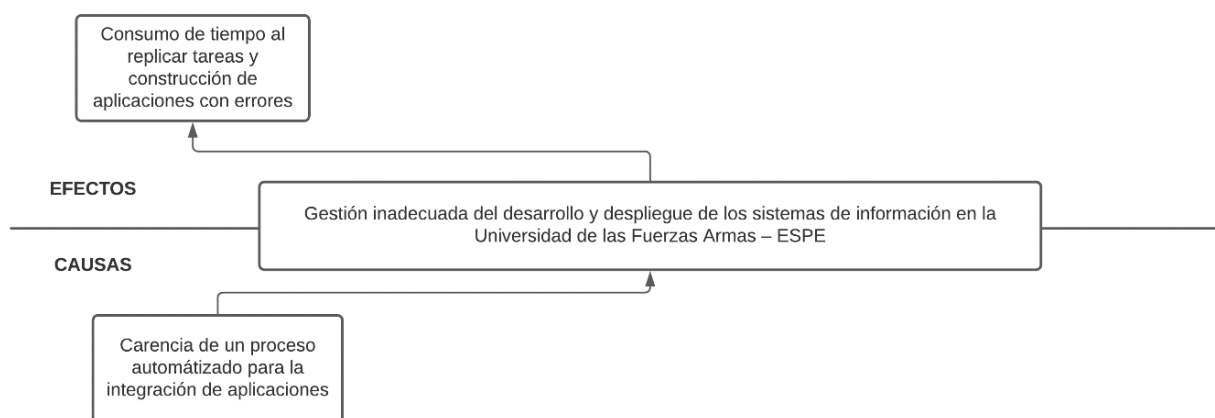 Consumo de tiempo al
replicar tareas y
construcción de
aplicaciones con errores
EFECTOS
Gestión inadecuada del desarrollo y despliegue de los sistemas de información en la
Universidad de las Fuerzas Armas – ESPE
CAUSAS
Carencia de un proceso
automátizado para la
integración de aplicaciones